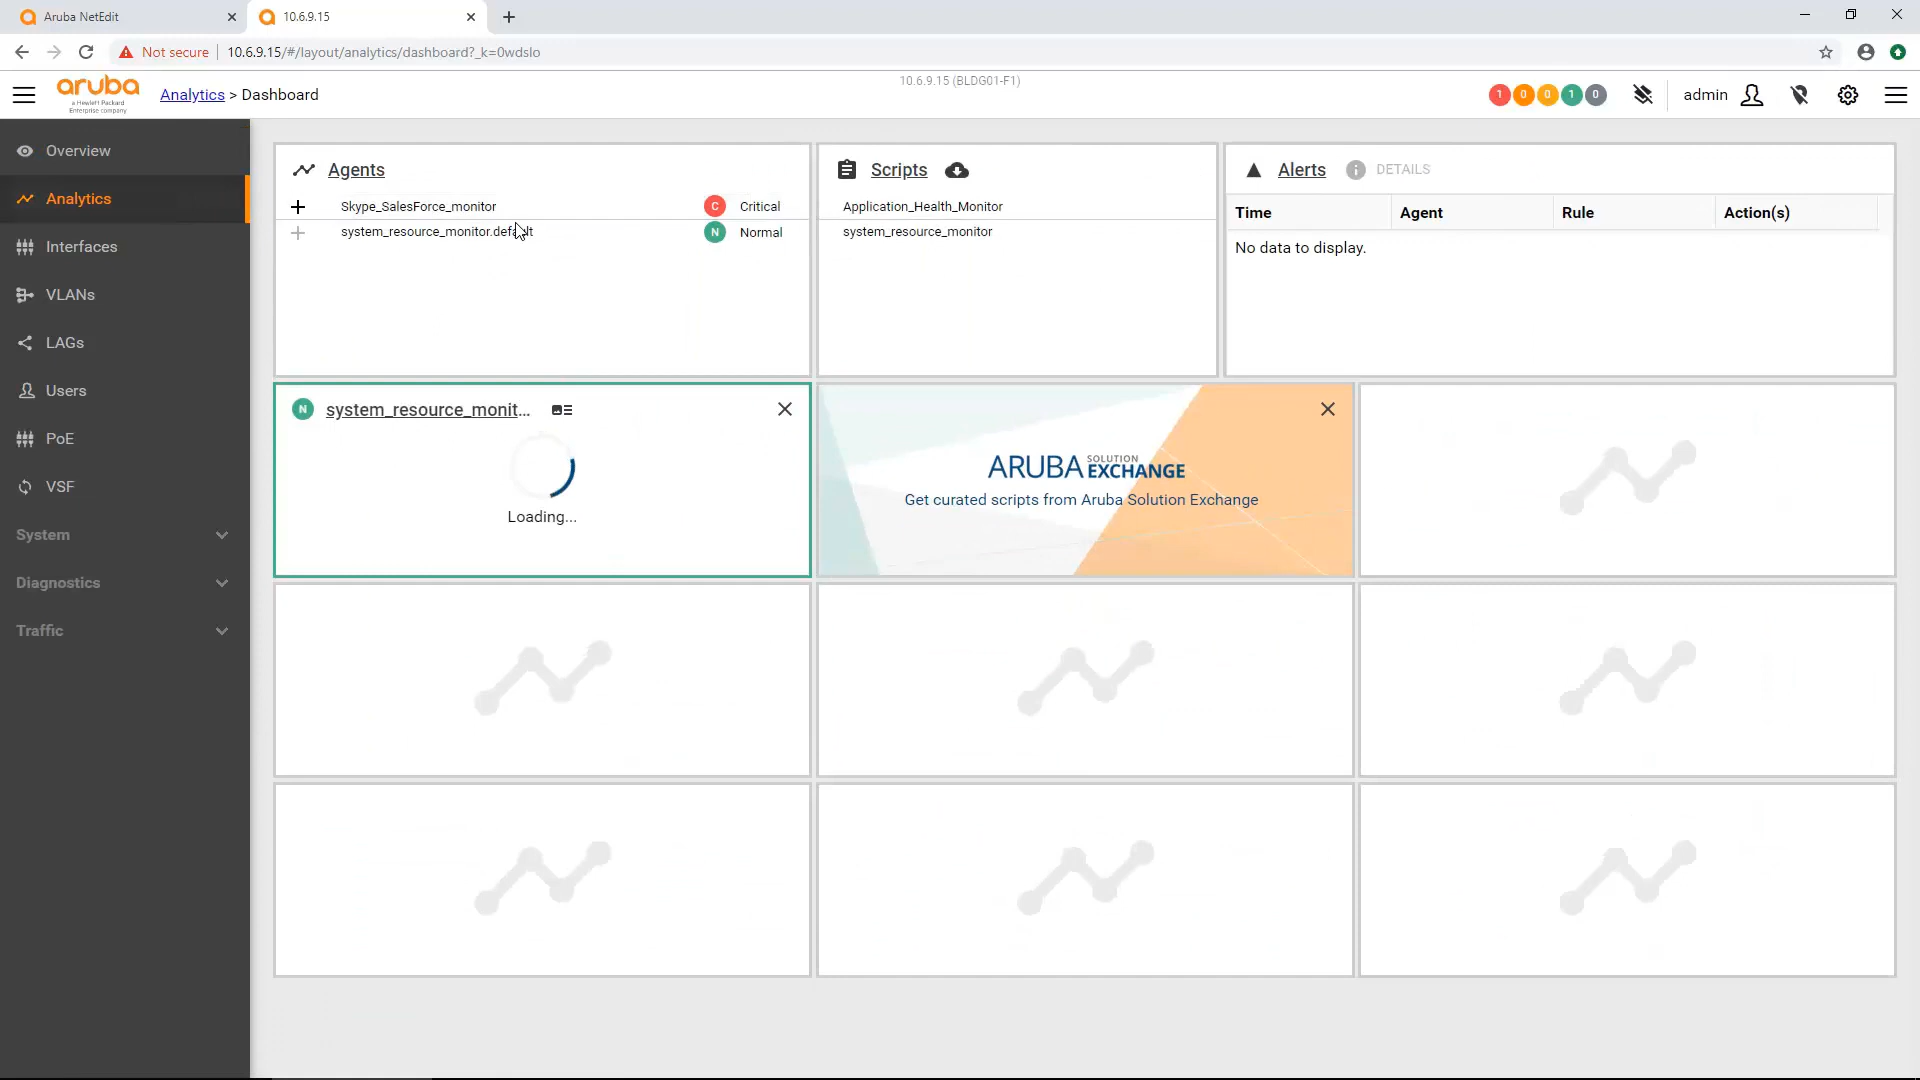 Aruba NetEdit
10.6.9.15
Not secure
10.6.9.15/#/layout/analytics/dashboard?_k=0wdslo
aruba
a Hewlett Packard
Enterprise company
Analytics > Dashboard
10.6.9.15 (BLDG01-F1)
1 0 0 1 0
admin
Overview
Analytics
Interfaces
VLANs
LAGs
Users
PoE
VSF
System
Diagnostics
Traffic
Agents
Skype_SalesForce_monitor C Critical
system_resource_monitor.default N Normal
Scripts
Application_Health_Monitor
system_resource_monitor
Alerts i DETAILS
Time Agent Rule Action(s)
No data to display.
N system_resource_monit...
Loading...
ARUBA SOLUTION EXCHANGE
Get curated scripts from Aruba Solution Exchange